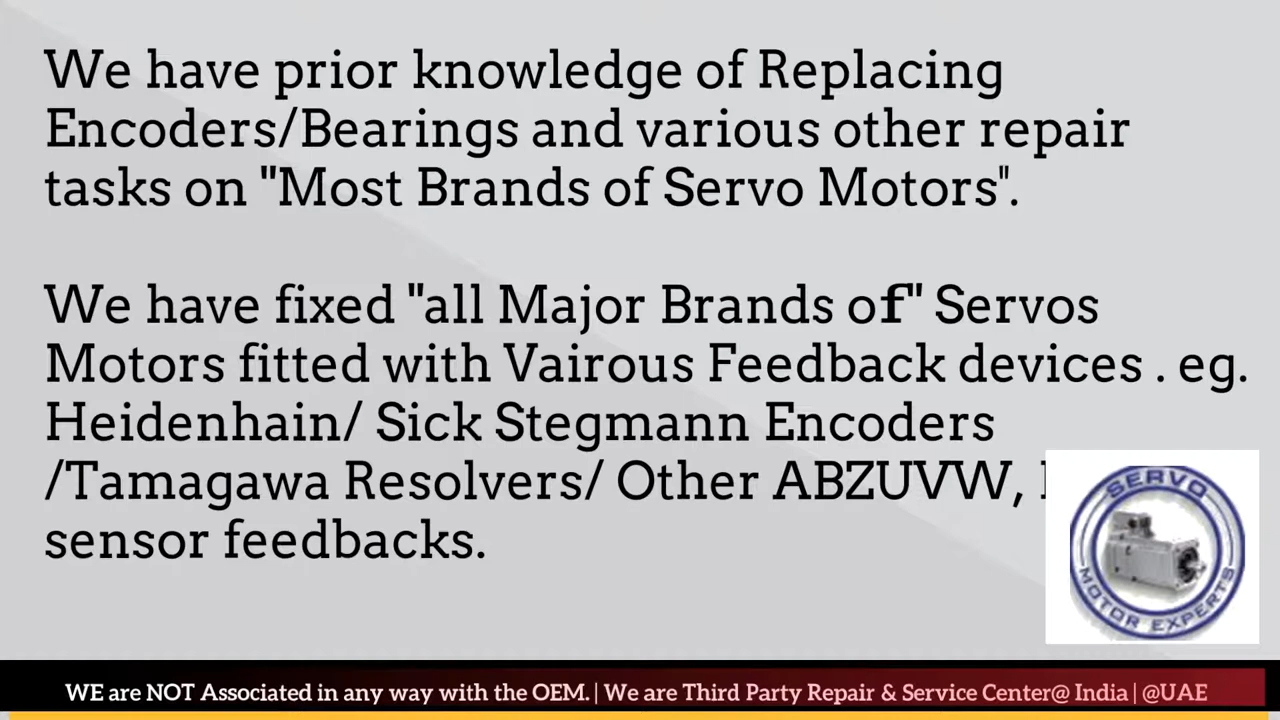 We have prior knowledge of Replacing
Encoders/Bearings and various other repair
tasks on "Most Brands of Servo Motors".
We have fixed "all Major Brands of" Servos
Motors fitted with Vairous Feedback devices . eg.
Heidenhain/ Sick Stegmann Encoders
/Tamagawa Resolvers/ Other ABZUVW,
sensor feedbacks.
SERVO
MOTOR EXPERTS
WE are NOT Associated in any way with the OEM. | We are Third Party Repair & Service Center@ India | @UAE